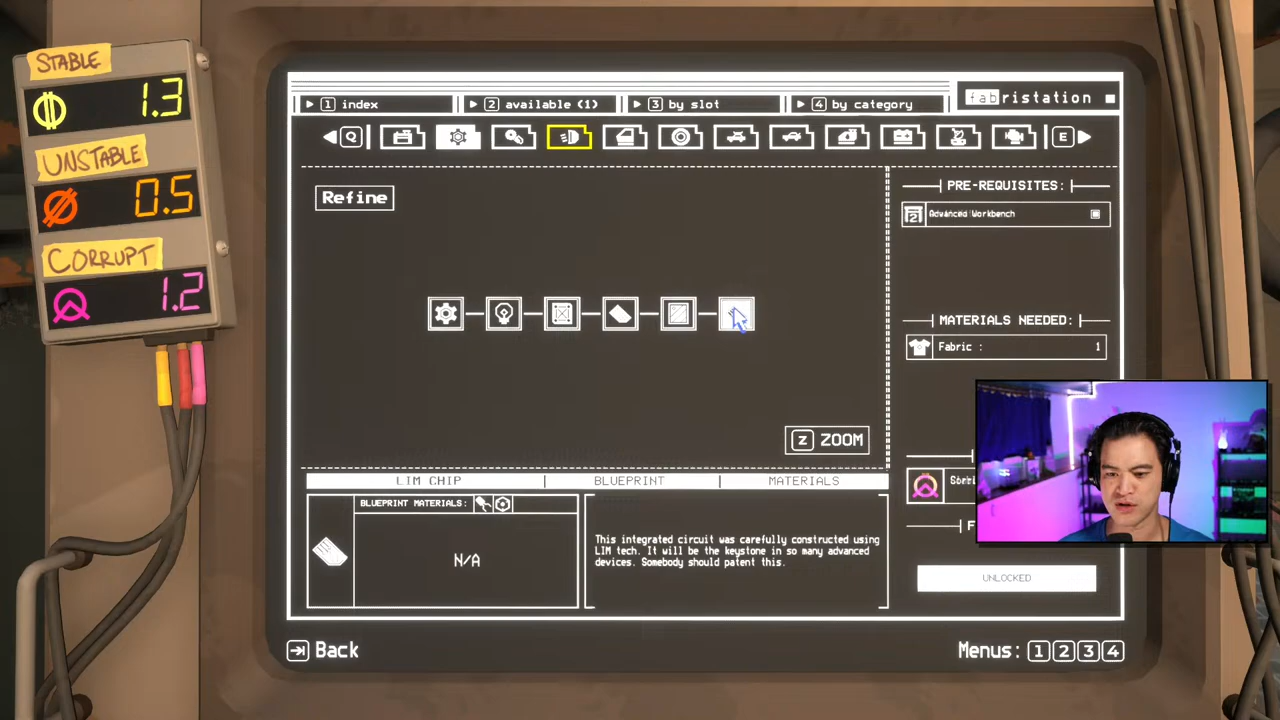 STABLE
1.3
UNSTABLE
0.5
CORRUPT
1.2
1 index
2 available (1)
3 by slot
4 by category
fabristation
Q
E
Refine
Z ZOOM
PRE-REQUISITES:
2 Advanced Workbench
MATERIALS NEEDED:
Fabric : 1
F
UNLOCKED
LIM CHIP
BLUEPRINT
MATERIALS
BLUEPRINT MATERIALS:
N/A
This integrated circuit was carefully constructed using
LIM tech. It will be the keystone in so many advanced
devices. Somebody should patent this.
Back
Menus: 1 2 3 4